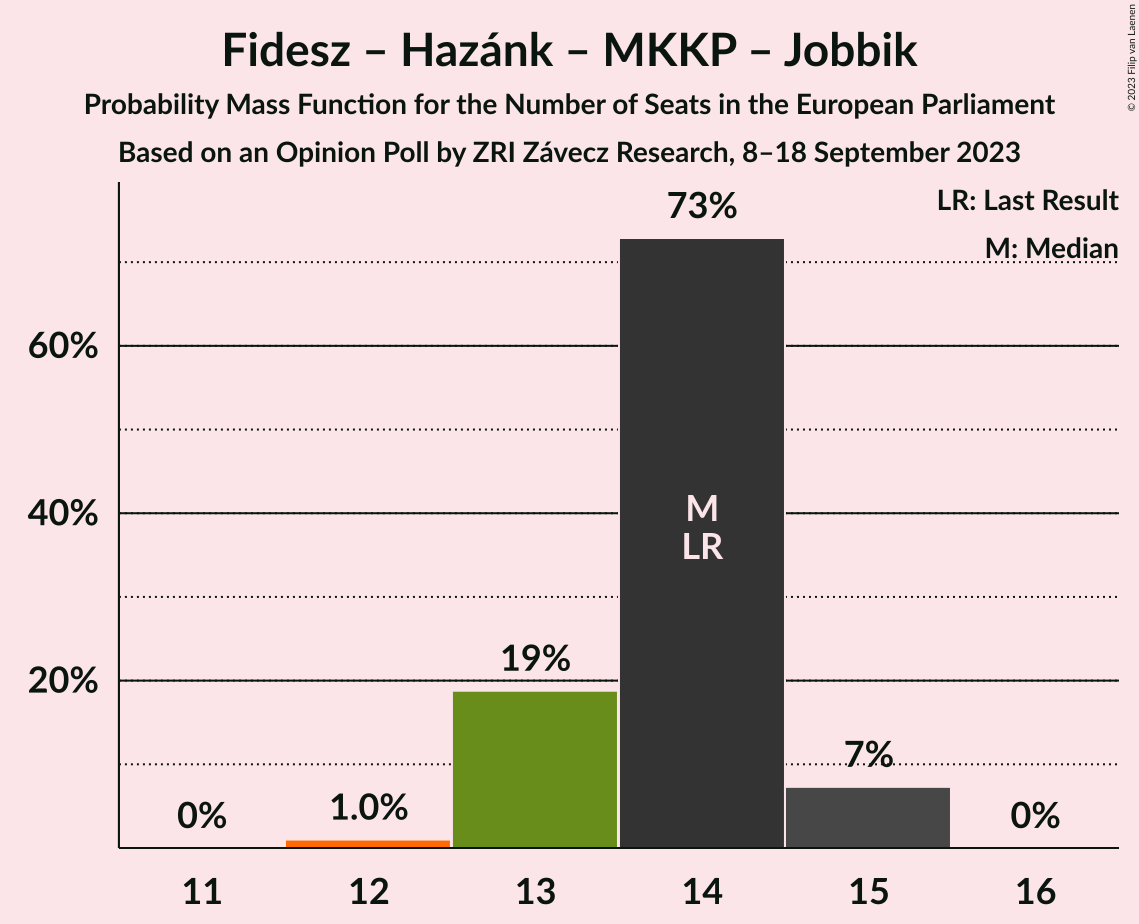 Fidesz – Hazánk – MKKP – Jobbik
Probability Mass Function for the Number of Seats in the European Parliament
Based on an Opinion Poll by ZRI Závecz Research, 8–18 September 2023
© 2023 Filip van Laenen
LR: Last Result
M: Median
73%
60%
40%
20%
M
LR
19%
7%
1.0%
0%
0%
11 12 13 14 15 16